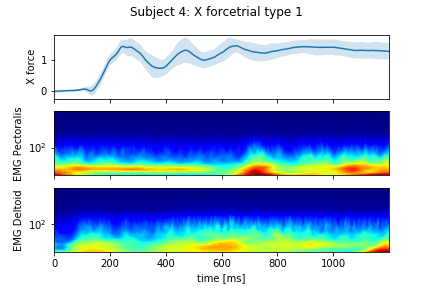 Subject 4: X forcetrial type 1
X force
1
0
EMG Pectoralis
10²
EMG Deltoid
10²
0 200 400 600 800 1000
time [ms]